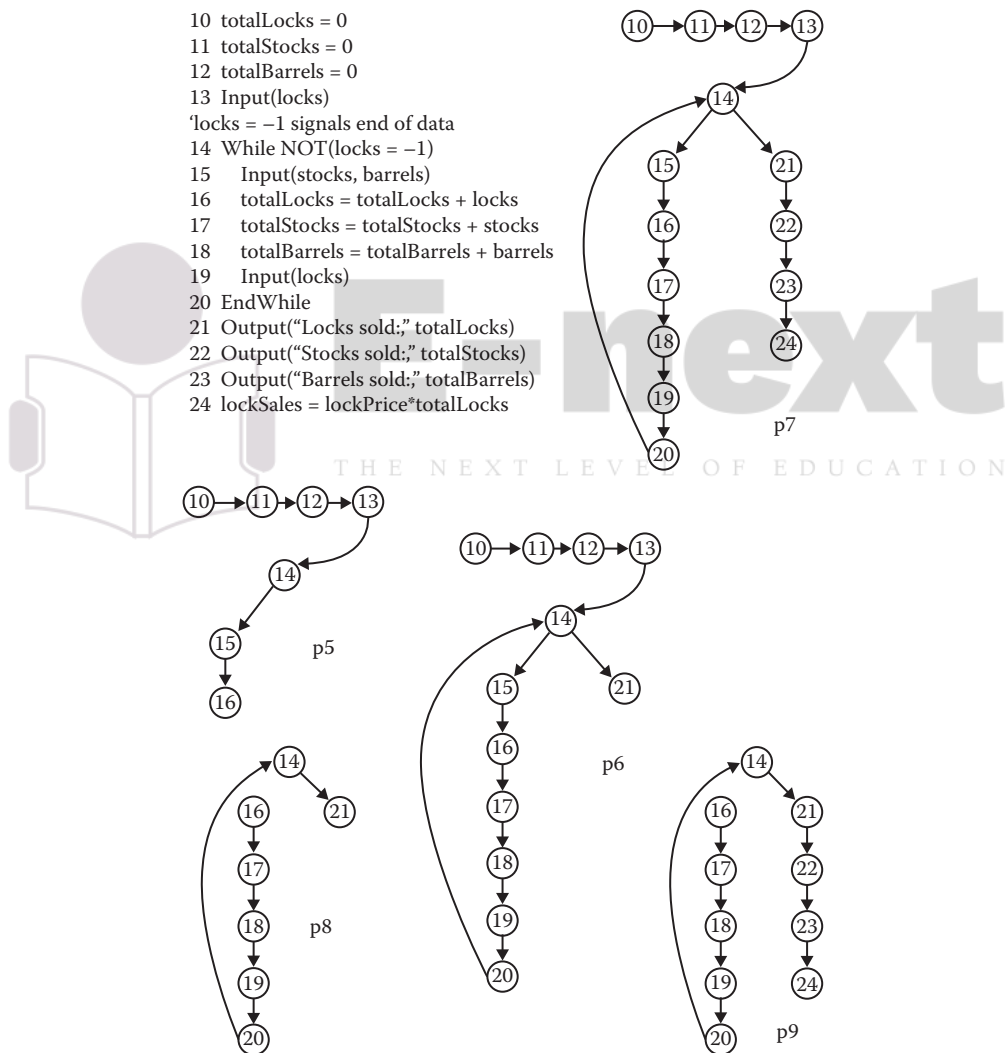 10 totalLocks = 0
11 totalStocks = 0
12 totalBarrels = 0
13 Input(locks)
‘locks = –1 signals end of data
14 While NOT(locks = –1)
15 Input(stocks, barrels)
16 totalLocks = totalLocks + locks
17 totalStocks = totalStocks + stocks
18 totalBarrels = totalBarrels + barrels
19 Input(locks)
20 EndWhile
21 Output(“Locks sold:,” totalLocks)
22 Output(“Stocks sold:,” totalStocks)
23 Output(“Barrels sold:,” totalBarrels)
24 lockSales = lockPrice*totalLocks
10 11 12 13
14
15 21
16 22
17 23
18 24
19
20
p7
E-next
THE NEXT LEVEL OF EDUCATION
10 11 12 13
14
15
16
p5
10 11 12 13
14
15 21
16
17
18
19
20
p6
14
16 21
17
18
19
20
p8
14
16 21
17 22
18 23
19 24
20
p9